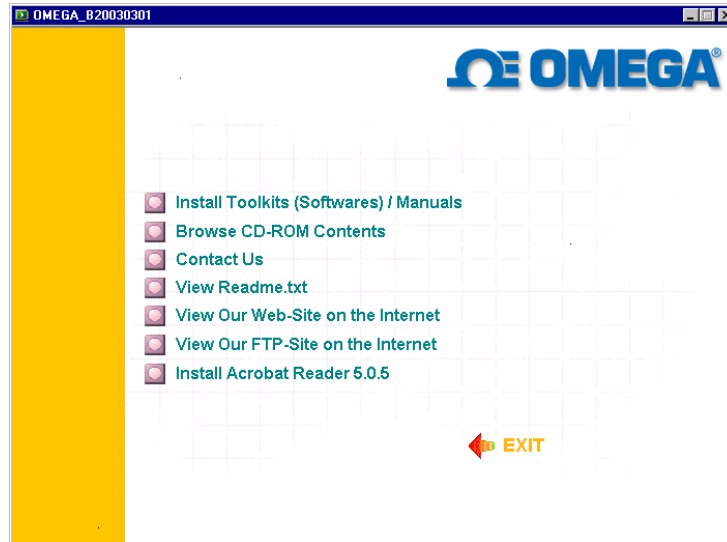 OMEGA_B20030301
ΩE OMEGA®
Install Toolkits (Softwares) / Manuals
Browse CD-ROM Contents
Contact Us
View Readme.txt
View Our Web-Site on the Internet
View Our FTP-Site on the Internet
Install Acrobat Reader 5.0.5
EXIT